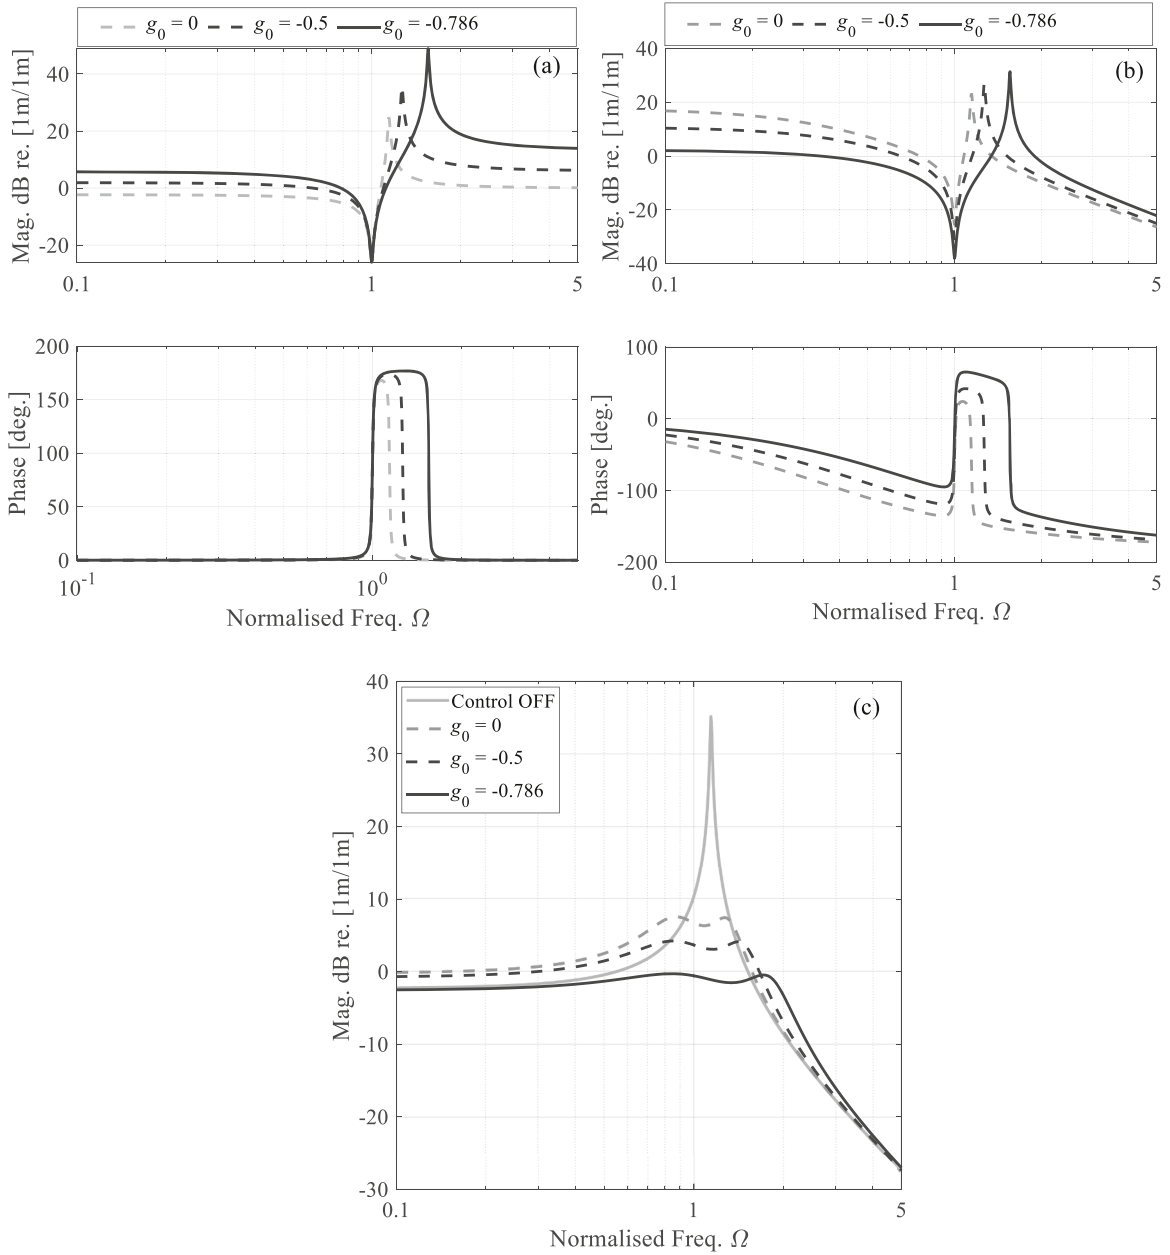 g0 = 0 g0 = -0.5 g0 = -0.786
(a)
Mag. dB re. [1m/1m]
40
20
0
-20
0.1 1 5
200
150
100
50
0
Phase [deg.]
10-1 100
Normalised Freq. Ω
g0 = 0 g0 = -0.5 g0 = -0.786
(b)
Mag. dB re. [1m/1m]
40
20
0
-20
-40
0.1 1 5
100
0
-100
-200
Phase [deg.]
0.1 1 5
Normalised Freq. Ω
Control OFF
g0 = 0
g0 = -0.5
g0 = -0.786
(c)
Mag. dB re. [1m/1m]
40
30
20
10
0
-10
-20
-30
0.1 1 5
Normalised Freq. Ω